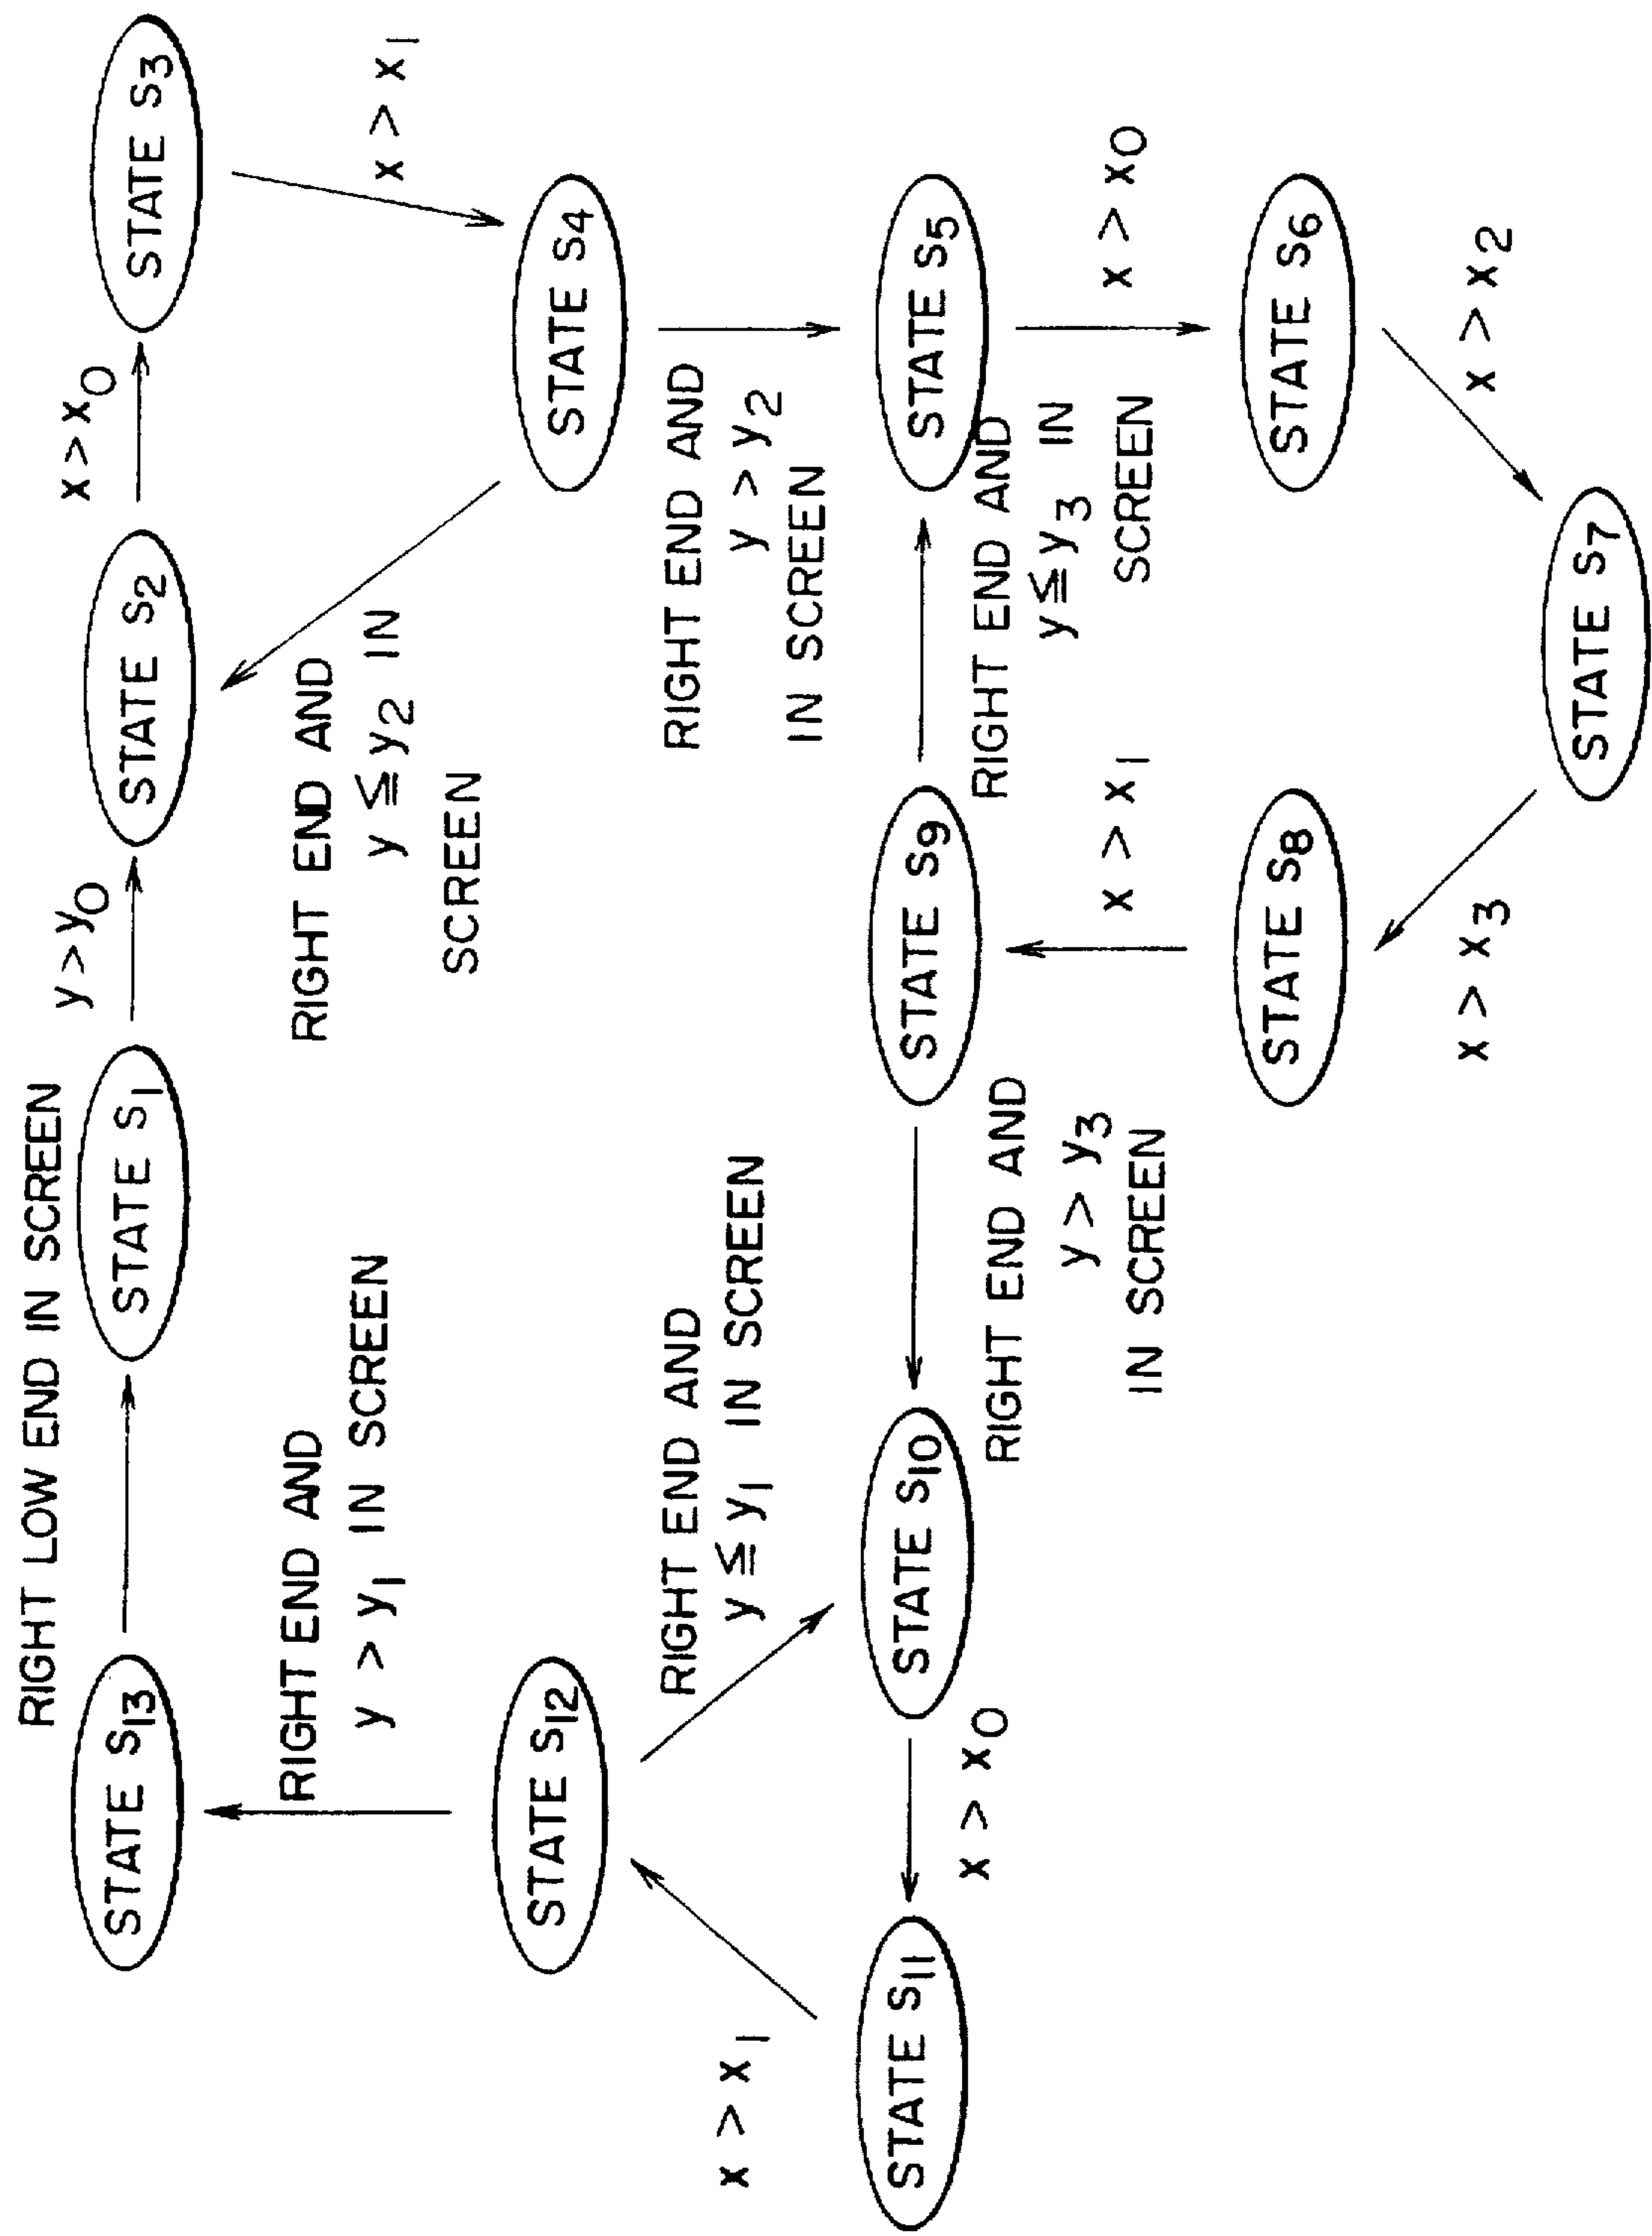 RIGHT LOW END IN SCREEN
STATE S13
STATE S1
y > y0
STATE S2
x > x0
STATE S3
RIGHT END AND
y > y1 IN SCREEN
RIGHT END AND
y ≦ y2 IN
SCREEN
x > x1
STATE S12
STATE S4
RIGHT END AND
y ≦ y1 IN SCREEN
RIGHT END AND
y > y2
IN SCREEN
x > x1
STATE S11
STATE S10
STATE S9
STATE S5
x > x0
RIGHT END AND
y > y3
IN SCREEN
x > x1
RIGHT END AND
y ≦ y3 IN
SCREEN
x > x0
STATE S8
STATE S6
x > x3
x > x2
STATE S7